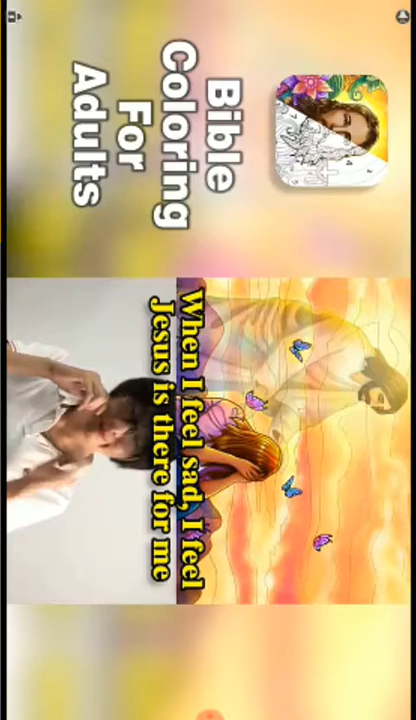 Bible
Coloring
For
Adults
When I feel sad, I feel
Jesus is there for me